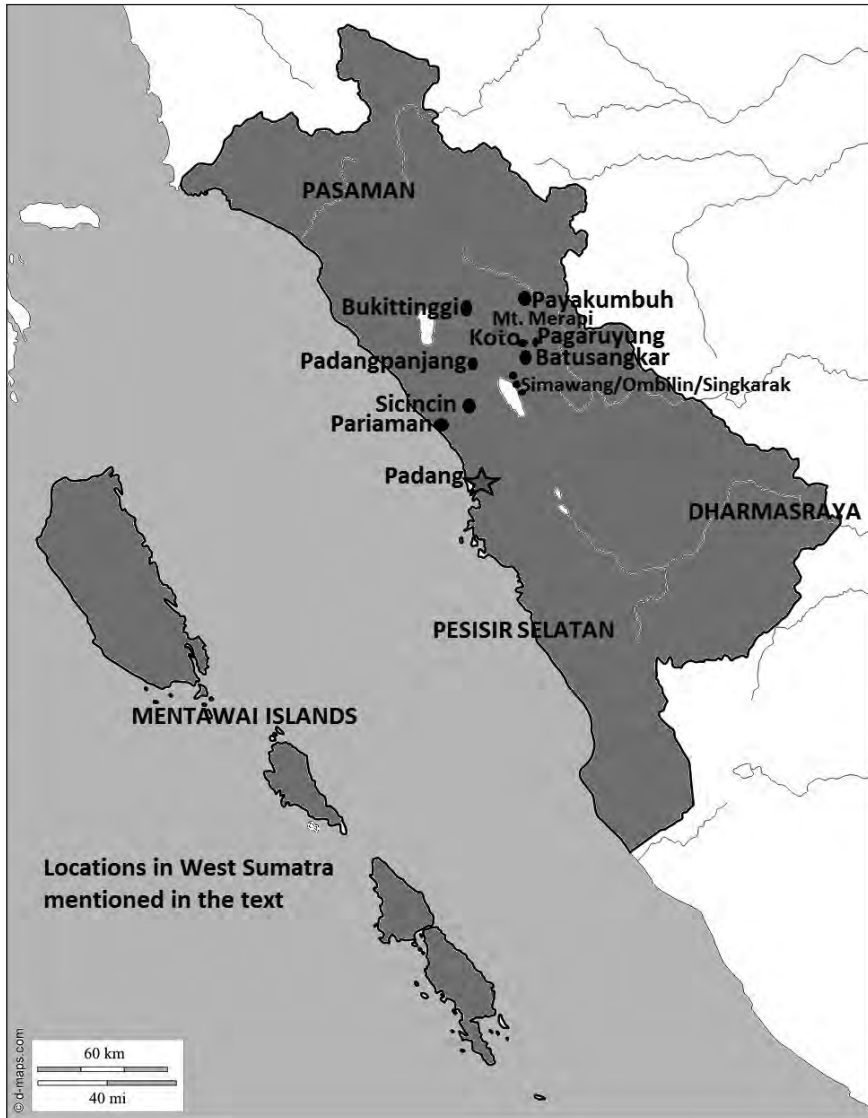 PASAMAN
Bukittinggi
Payakumbuh
Mt. Merapi
Koto
Pagaruyung
Padangpanjang
Batusangkar
Simawang/Ombilin/Singkarak
Sicincin
Pariaman
Padang
DHARMASRAYA
PESISIR SELATAN
MENTAWAI ISLANDS
Locations in West Sumatra
mentioned in the text
60 km
40 mi
© d-maps.com